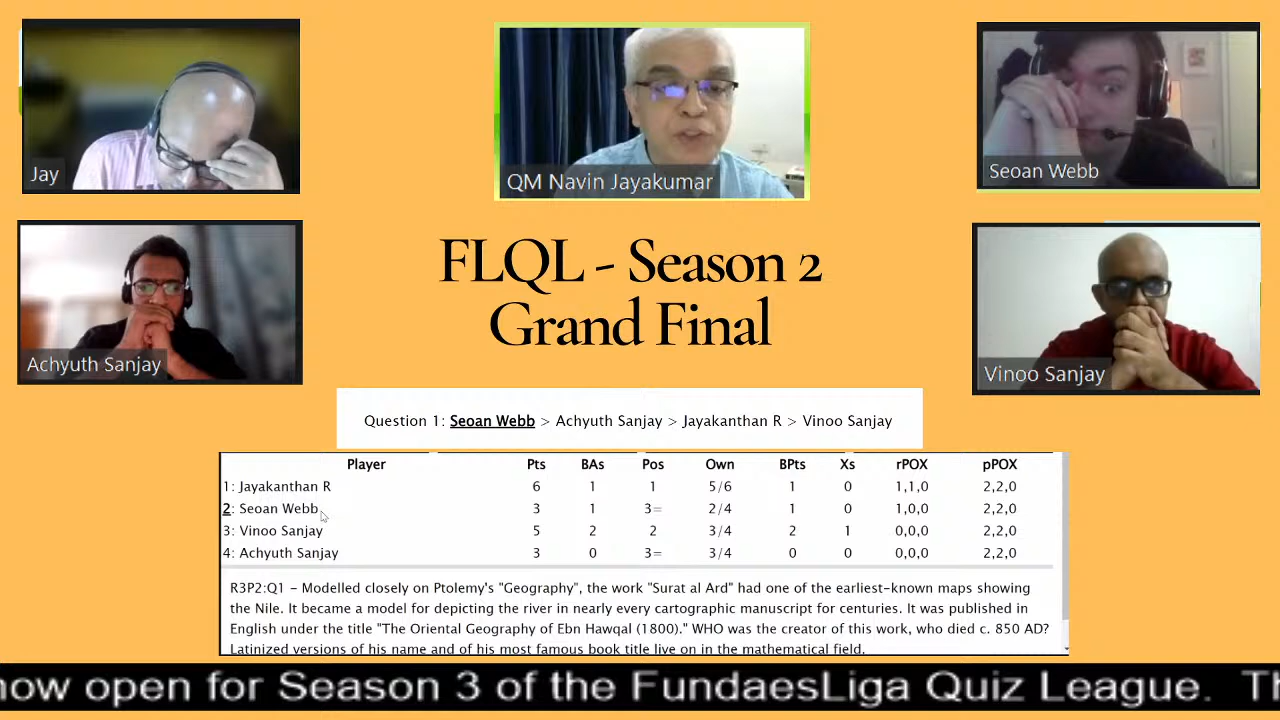 Jay
QM Navin Jayakumar
Seoan Webb
Achyuth Sanjay
Vinoo Sanjay
FLQL - Season 2
Grand Final
Question 1: Seoan Webb > Achyuth Sanjay > Jayakanthan R > Vinoo Sanjay
Player Pts BAs Pos Own BPts Xs rPOX pPOX
1: Jayakanthan R 6 1 1 5/6 1 0 1,1,0 2,2,0
2: Seoan Webb 3 1 3= 2/4 1 0 1,0,0 2,2,0
3: Vinoo Sanjay 5 2 2 3/4 2 1 0,0,0 2,2,0
4: Achyuth Sanjay 3 0 3= 3/4 0 0 0,0,0 2,2,0
R3P2:Q1 - Modelled closely on Ptolemy's "Geography", the work "Surat al Ard" had one of the earliest-known maps showing
the Nile. It became a model for depicting the river in nearly every cartographic manuscript for centuries. It was published in
English under the title "The Oriental Geography of Ebn Hawqal (1800)." WHO was the creator of this work, who died c. 850 AD?
Latinized versions of his name and of his most famous book title live on in the mathematical field.
now open for Season 3 of the FundaesLiga Quiz League. Th